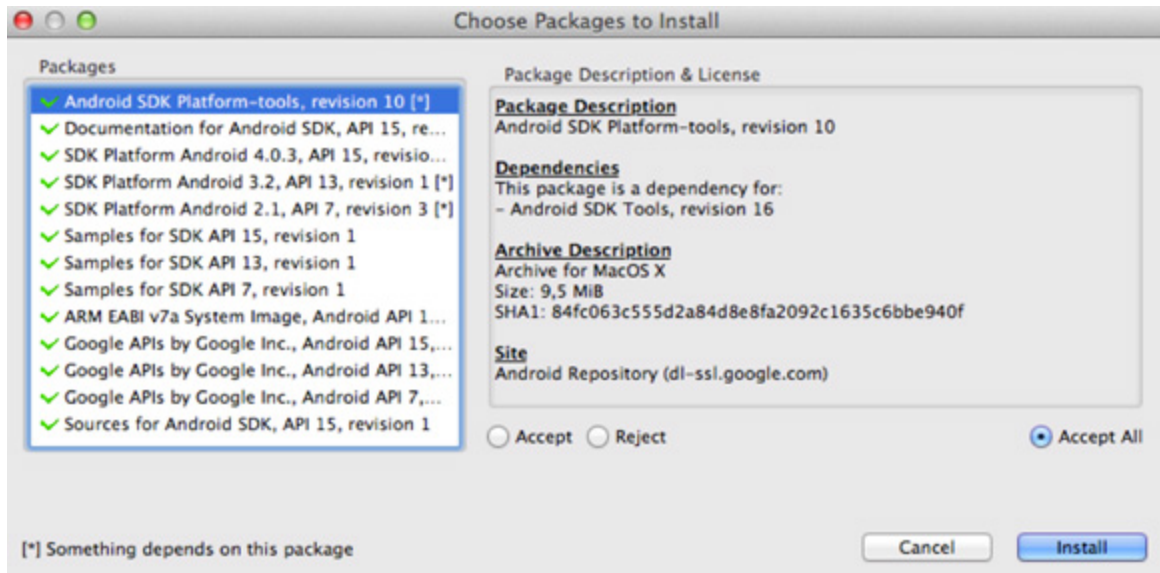 Choose Packages to Install
Packages
Android SDK Platform-tools, revision 10 [*]
Documentation for Android SDK, API 15, re...
SDK Platform Android 4.0.3, API 15, revisio...
SDK Platform Android 3.2, API 13, revision 1 [*]
SDK Platform Android 2.1, API 7, revision 3 [*]
Samples for SDK API 15, revision 1
Samples for SDK API 13, revision 1
Samples for SDK API 7, revision 1
ARM EABI v7a System Image, Android API 1...
Google APIs by Google Inc., Android API 15,...
Google APIs by Google Inc., Android API 13,...
Google APIs by Google Inc., Android API 7,...
Sources for Android SDK, API 15, revision 1
Package Description & License
Package Description
Android SDK Platform-tools, revision 10
Dependencies
This package is a dependency for:
- Android SDK Tools, revision 16
Archive Description
Archive for MacOS X
Size: 9,5 MiB
SHA1: 84fc063c555d2a84d8e8fa2092c1635c6bbe940f
Site
Android Repository (dl-ssl.google.com)
Accept Reject Accept All
[*] Something depends on this package
Cancel Install